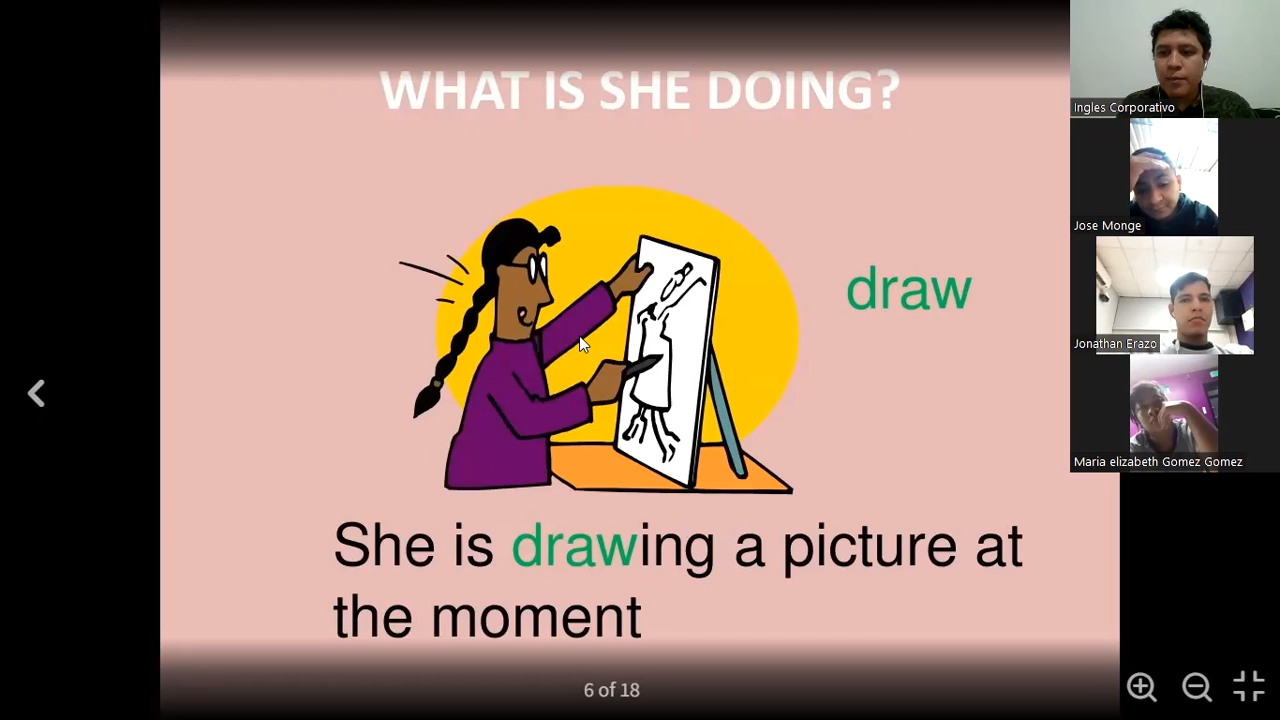 WHAT IS SHE DOING?
draw
She is drawing a picture at
the moment
6 of 18
Ingles Corporativo
Jose Monge
Jonathan Erazo
Maria elizabeth Gomez Gomez